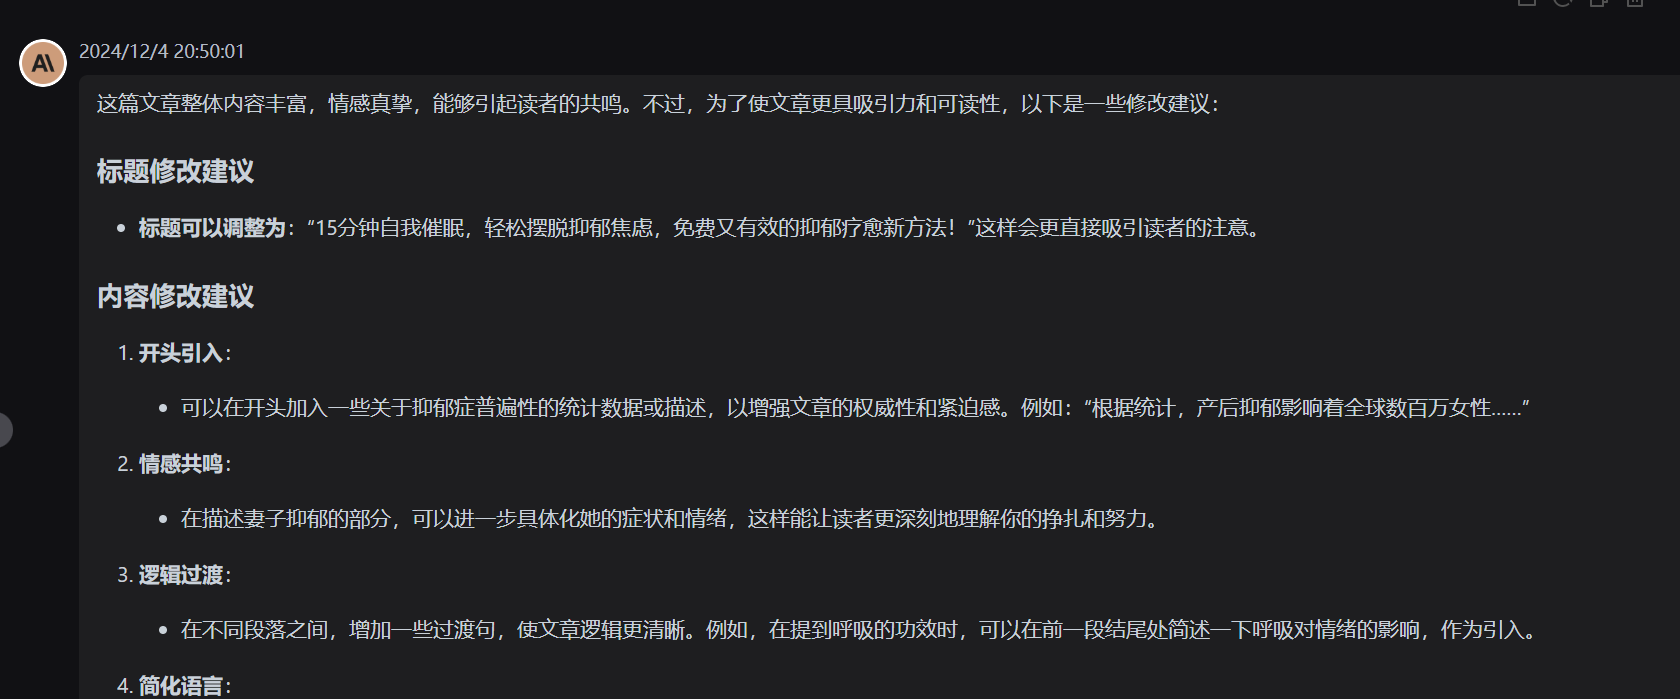 2024/12/4 20:50:01
这篇文章整体内容丰富，情感真挚，能够引起读者的共鸣。不过，为了使文章更具吸引力和可读性，以下是一些修改建议：
标题修改建议
• 标题可以调整为：“15分钟自我催眠，轻松摆脱抑郁焦虑，免费又有效的抑郁疗愈新方法！”这样会更直接吸引读者的注意。
内容修改建议
1. 开头引入：
• 可以在开头加入一些关于抑郁症普遍性的统计数据或描述，以增强文章的权威性和紧迫感。例如：“根据统计，产后抑郁影响着全球数百万女性……”
2. 情感共鸣：
• 在描述妻子抑郁的部分，可以进一步具体化她的症状和情绪，这样能让读者更深刻地理解你的挣扎和努力。
3. 逻辑过渡：
• 在不同段落之间，增加一些过渡句，使文章逻辑更清晰。例如，在提到呼吸的功效时，可以在前一段结尾处简述一下呼吸对情绪的影响，作为引入。
4. 简化语言：